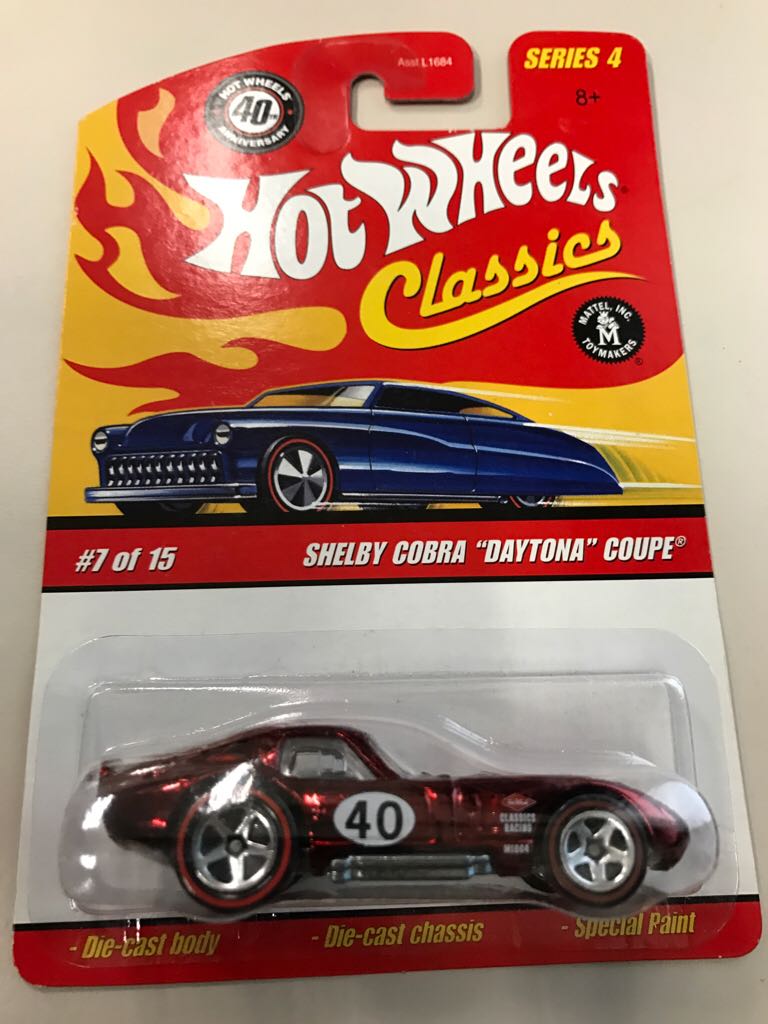 Asst L1684
SERIES 4
8+
HOT WHEELS
40TH
ANNIVERSARY
HOT WHEELS®
Classics
MATTEL, INC.
M
TOYMAKERS
®
#7 of 15
SHELBY COBRA "DAYTONA" COUPE®
40
CLASSICS
RACING
- Die-cast body
- Die-cast chassis
- Special Paint